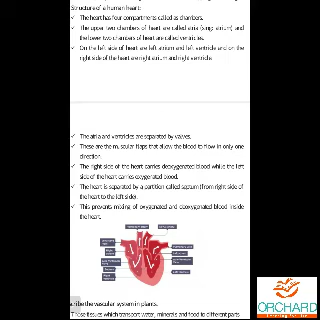 Structure of a human heart:
✓ The heart has four compartments called as chambers.
✓ The upper two chambers of heart are called atria (sing: atrium) and
the lower two chambers of heart are called ventricles.
✓ On the left side of heart are left atrium and left ventricle and on the
right side of the heart are right atrium and right ventricle.
✓ The atria and ventricles are separated by valves.
✓ These are the muscular flaps that allow the blood to flow in only one
direction.
✓ The right side of the heart carries deoxygenated blood while the left
side of the heart carries oxygenated blood.
✓ The heart is separated by a partition called septum (from right side of
the heart to the left side).
✓ This prevents mixing of oxygenated and deoxygenated blood inside
the heart.
cribe the vascular system in plants.
Those tissues which transport water, minerals and food to different parts
ORCHARD